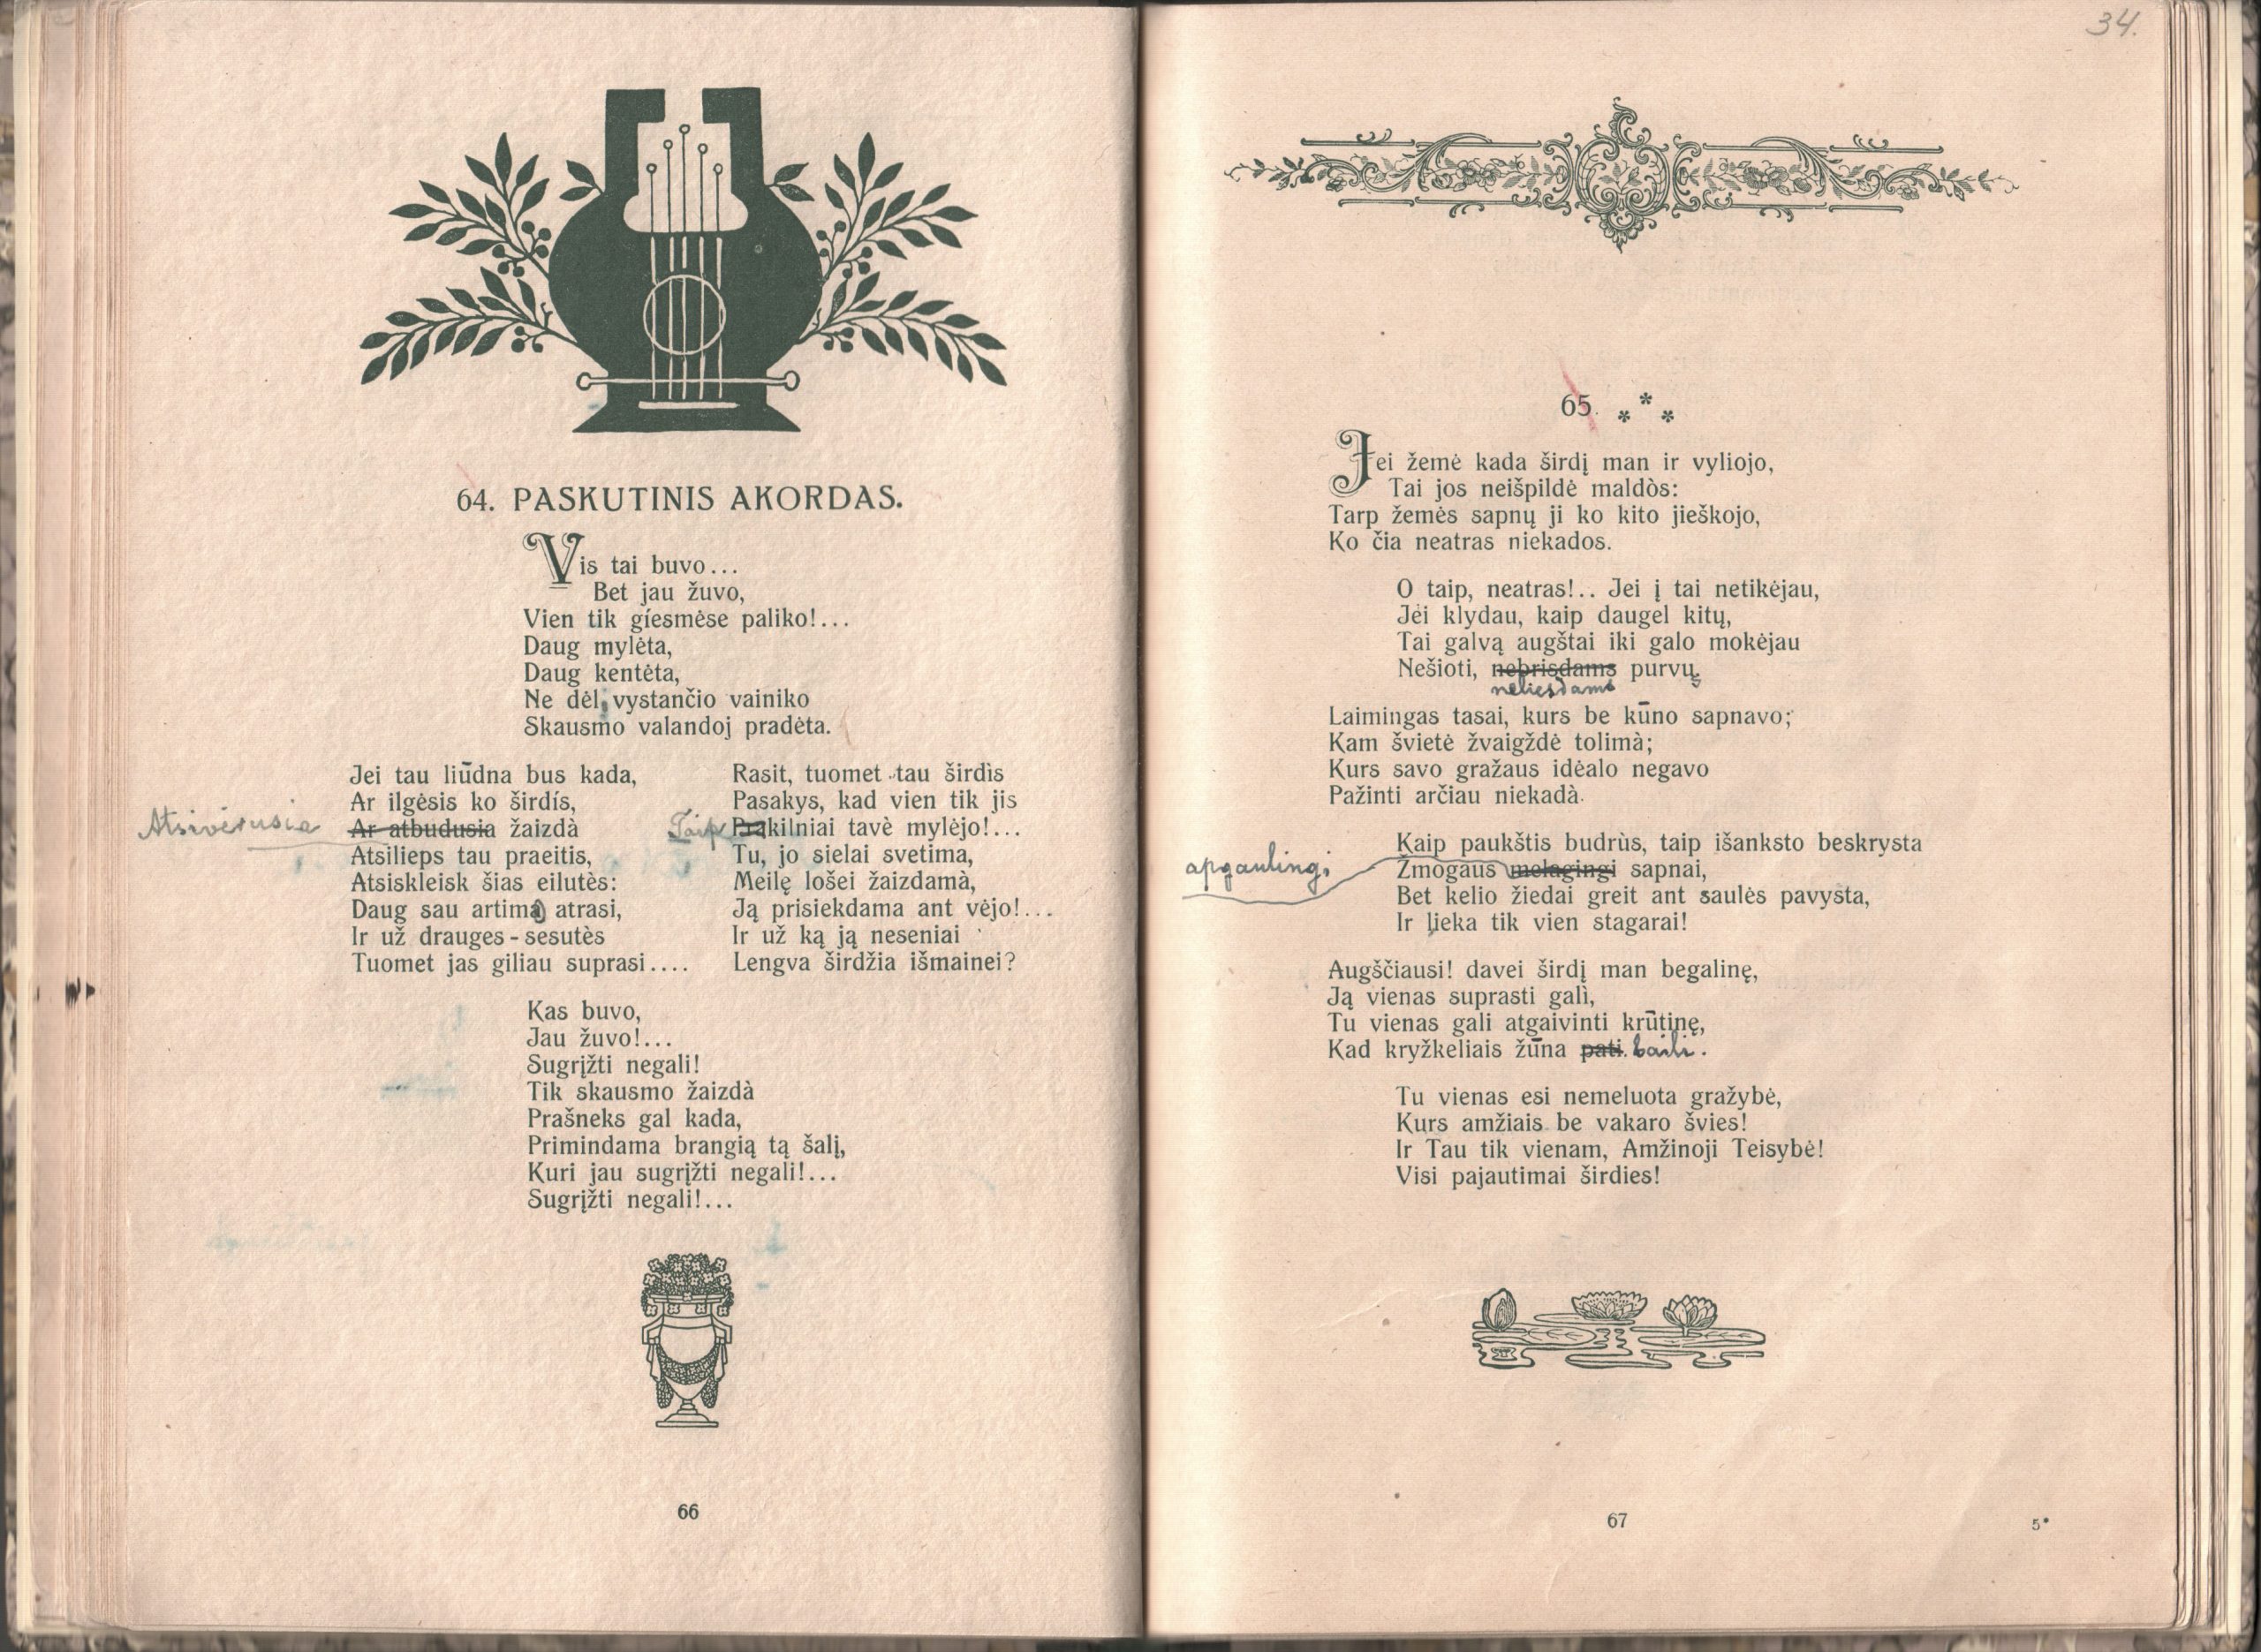 64. PASKUTINIS AKORDAS.
Vis tai buvo...
Bet jau žuvo,
Vien tik giesmėse paliko!...
Daug mylėta,
Daug kentėta,
Ne dėl vystančio vainiko
Skausmo valandoj pradėta.
Jei tau liūdna bus kada,
Ar ilgėsis ko širdís,
Atsivėrusia
Ar atbudusia žaizdà
Atsilieps tau praeitis,
Atsiskleisk šias eilutès:
Daug sau artimą atrasi,
Ir už drauges-sesutès
Tuomet jas giliau suprasi....
Rasit, tuomet tau širdìs
Pasakys, kad vien tik jis
Taip
Prakilniai tavè mylėjo!...
Tu, jo sielai svetima,
Meilę lošei žaizdamà,
Ją prisiekdama ant vėjo!...
Ir už ką ją neseniai
Lengva širdžia išmainei?
Kas buvo,
Jau žuvo!...
Sugrįžti negali!
Tik skausmo žaizdà
Prašneks gal kada,
Primindama brangią tą šalį,
Kuri jau sugrįžti negali!...
Sugrįžti negali!...
66
34.
65. ***
Jei žemė kada širdį man ir vyliojo,
Tai jos neišpildė maldòs:
Tarp žemės sapnų ji ko kito jieškojo,
Ko čia neatras niekados.
O taip, neatras!.. Jei į tai netikėjau,
Jei klydau, kaip daugel kitų,
Tai galvą augštai iki galo mokėjau
Nešioti, nebrisdams purvų
neliesdams
Laimingas tasai, kurs be kūno sapnavo;
Kam švietė žvaigždė tolimà;
Kurs savo gražaus idėalo negavo
Pažinti arčiau niekadà.
Kaip paukštis budrùs, taip išanksto beskrysta
apgaulingi
Žmogaus melagingi sapnai,
Bet kelio žiedai greit ant saulės pavysta,
Ir lieka tik vien stagarai!
Augščiausi! davei širdį man begalinę,
Ją vienas suprasti galì,
Tu vienas gali atgaivinti krūtinę,
Kad kryžkeliais žūna pati. baili.
Tu vienas esi nemeluota gražybė,
Kurs amžiais be vakaro švies!
Ir Tau tik vienam, Amžinoji Teisybė!
Visi pajautimai širdies!
67
5*